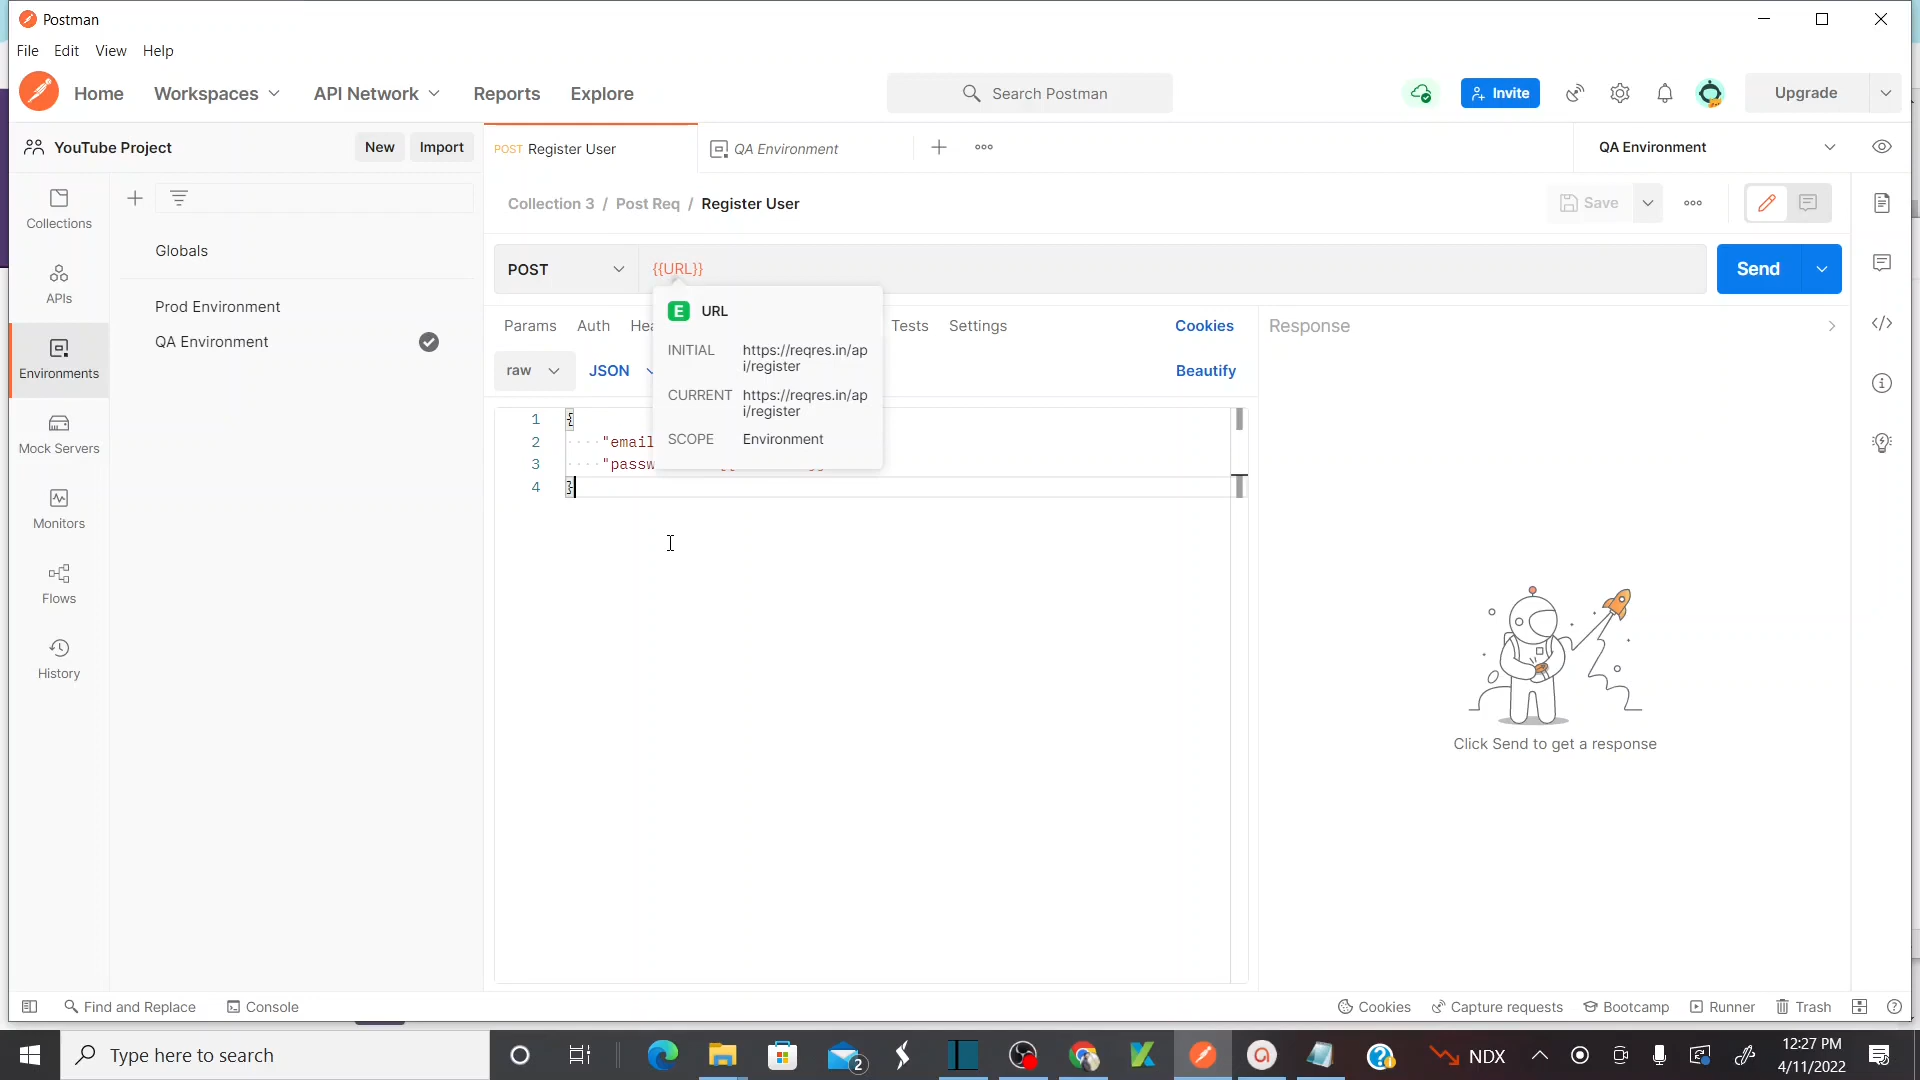 Postman
File Edit View Help
Home Workspaces API Network Reports Explore Search Postman Invite Upgrade
YouTube Project New Import POST Register User QA Environment QA Environment
Collections
APIs
Environments
Mock Servers
Monitors
Flows
History
Globals
Prod Environment
QA Environment
Collection 3 / Post Req / Register User Save
POST {{URL}} Send
Params Auth Tests Settings Cookies
raw JSON Beautify
E URL
INITIAL https://reqres.in/ap
i/register
CURRENT https://reqres.in/ap
i/register
SCOPE Environment
1 {
2 "email
3 "passw
4 }
Response
Click Send to get a response
Find and Replace Console Cookies Capture requests Bootcamp Runner Trash
Type here to search 2 NDX 12:27 PM
4/11/2022